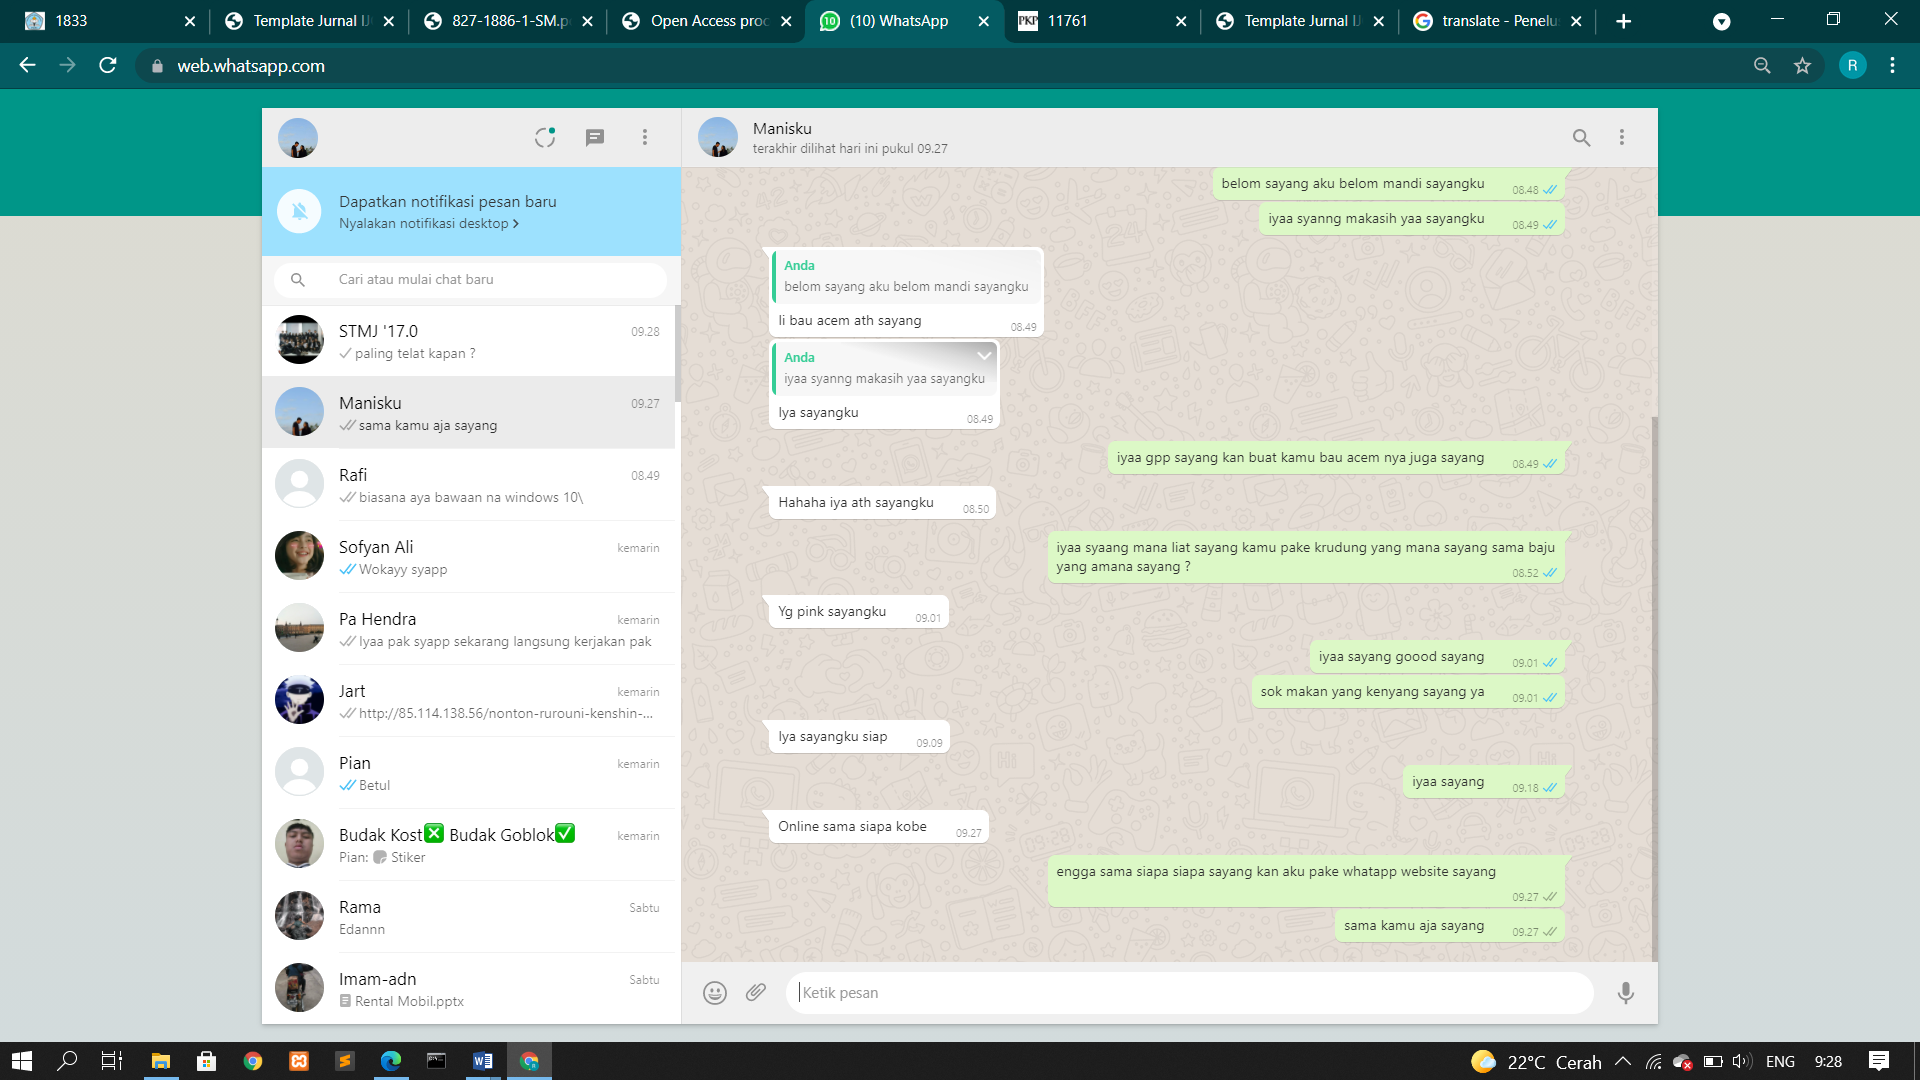 1833
Template Jurnal IJ
827-1886-1-SM.p
Open Access proc
(10) WhatsApp
PKP 11761
Template Jurnal IJ
translate - Penelu
web.whatsapp.com
R
Dapatkan notifikasi pesan baru
Nyalakan notifikasi desktop >
Cari atau mulai chat baru
STMJ '17.0 09.28
paling telat kapan ?
Manisku 09.27
sama kamu aja sayang
Rafi 08.49
biasana aya bawaan na windows 10\
Sofyan Ali kemarin
Wokayy syapp
Pa Hendra kemarin
Iyaa pak syapp sekarang langsung kerjakan pak
Jart kemarin
http://85.114.138.56/nonton-rurouni-kenshin-...
Pian kemarin
Betul
Budak Kost❎ Budak Goblok✅ kemarin
Pian: Stiker
Rama Sabtu
Edannn
Imam-adn Sabtu
Rental Mobil.pptx
Manisku
terakhir dilihat hari ini pukul 09.27
belom sayang aku belom mandi sayangku 08.48
iyaa syanng makasih yaa sayangku 08.49
Anda
belom sayang aku belom mandi sayangku
Ii bau acem ath sayang 08.49
Anda
iyaa syanng makasih yaa sayangku
Iya sayangku 08.49
iyaa gpp sayang kan buat kamu bau acem nya juga sayang 08.49
Hahaha iya ath sayangku 08.50
iyaa syaang mana liat sayang kamu pake krudung yang mana sayang sama baju
yang amana sayang ? 08.52
Yg pink sayangku 09.01
iyaa sayang goood sayang 09.01
sok makan yang kenyang sayang ya 09.01
Iya sayangku siap 09.09
iyaa sayang 09.18
Online sama siapa kobe 09.27
engga sama siapa siapa sayang kan aku pake whatapp website sayang
09.27
sama kamu aja sayang 09.27
Ketik pesan
22°C Cerah ENG 9:28